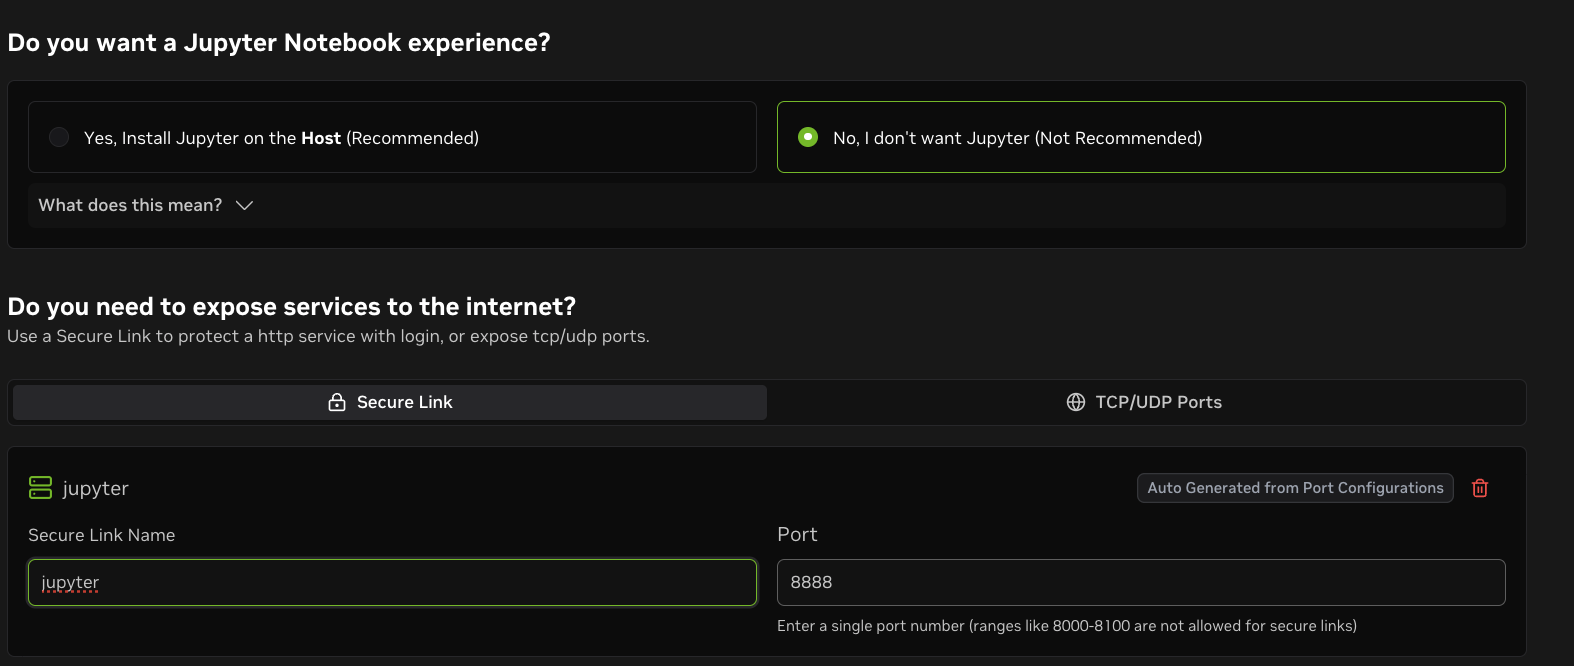 Do you want a Jupyter Notebook experience?
Yes, Install Jupyter on the Host (Recommended)
No, I don't want Jupyter (Not Recommended)
What does this mean?
Do you need to expose services to the internet?
Use a Secure Link to protect a http service with login, or expose tcp/udp ports.
Secure Link
TCP/UDP Ports
jupyter
Auto Generated from Port Configurations
Secure Link Name
Port
jupyter
8888
Enter a single port number (ranges like 8000-8100 are not allowed for secure links)